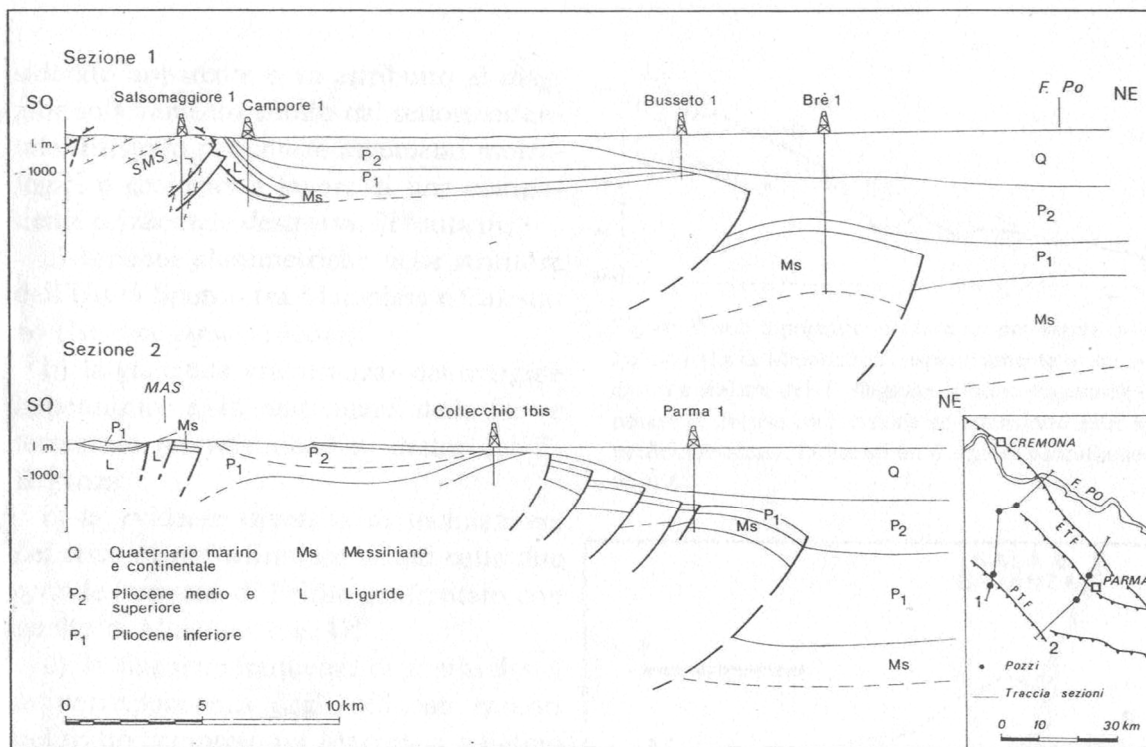 Sezione 1
SO
Salsomaggiore 1
Campore 1
Busseto 1
Brè 1
F. Po
NE
l. m.
-1000
SMS
L
P2
P1
Ms
Ms
Q
P2
P1
Ms
Sezione 2
SO
MAS
Collecchio 1bis
Parma 1
NE
P1
Ms
l. m.
-1000
L
P1
P2
P1
Ms
Q
P2
P1
Ms
Q Quaternario marino e continentale
Ms Messiniano
P2 Pliocene medio e superiore
L Liguride
P1 Pliocene inferiore
0 5 10 km
CREMONA
F. PO
ETF
PARMA
PTF
1
2
Pozzi
Traccia sezioni
0 10 20 30 km